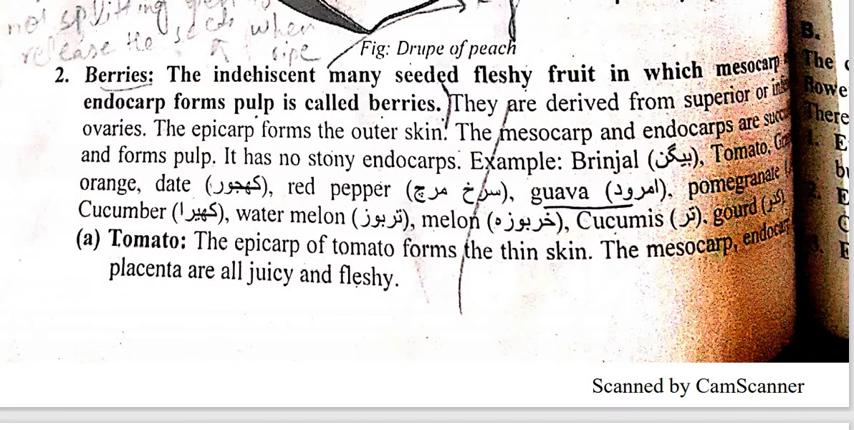 not splitting
release the seeds when
ripe
Fig: Drupe of peach
2. Berries: The indehiscent many seeded fleshy fruit in which mesocarp
endocarp forms pulp is called berries. They are derived from superior or
ovaries. The epicarp forms the outer skin. The mesocarp and endocarps are
and forms pulp. It has no stony endocarps. Example: Brinjal (بیگن), Tomato,
orange, date (کھجور), red pepper (سرخ مرچ), guava (امرود), pomegranate
Cucumber (کھیرا), water melon (تربوز), melon (خربوزہ), Cucumis (تر), gourd (کدو)
(a) Tomato: The epicarp of tomato forms the thin skin. The mesocarp,
placenta are all juicy and fleshy.
B.
The
There
1.
2.
3.
Scanned by CamScanner